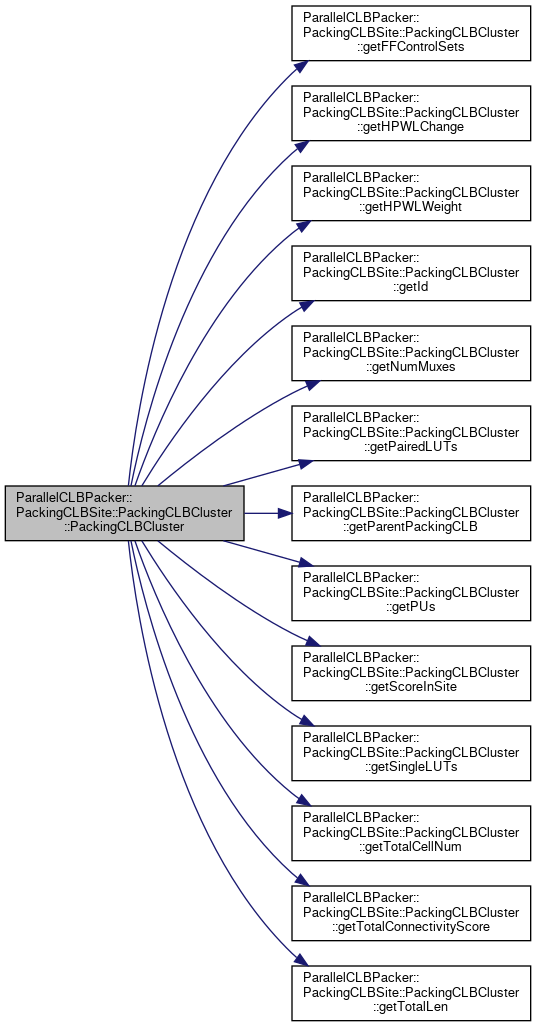 ParallelCLBPacker::
PackingCLBSite::PackingCLBCluster
::getFFControlSets
ParallelCLBPacker::
PackingCLBSite::PackingCLBCluster
::getHPWLChange
ParallelCLBPacker::
PackingCLBSite::PackingCLBCluster
::getHPWLWeight
ParallelCLBPacker::
PackingCLBSite::PackingCLBCluster
::getId
ParallelCLBPacker::
PackingCLBSite::PackingCLBCluster
::getNumMuxes
ParallelCLBPacker::
PackingCLBSite::PackingCLBCluster
::getPairedLUTs
ParallelCLBPacker::
PackingCLBSite::PackingCLBCluster
::PackingCLBCluster
ParallelCLBPacker::
PackingCLBSite::PackingCLBCluster
::getParentPackingCLB
ParallelCLBPacker::
PackingCLBSite::PackingCLBCluster
::getPUs
ParallelCLBPacker::
PackingCLBSite::PackingCLBCluster
::getScoreInSite
ParallelCLBPacker::
PackingCLBSite::PackingCLBCluster
::getSingleLUTs
ParallelCLBPacker::
PackingCLBSite::PackingCLBCluster
::getTotalCellNum
ParallelCLBPacker::
PackingCLBSite::PackingCLBCluster
::getTotalConnectivityScore
ParallelCLBPacker::
PackingCLBSite::PackingCLBCluster
::getTotalLen